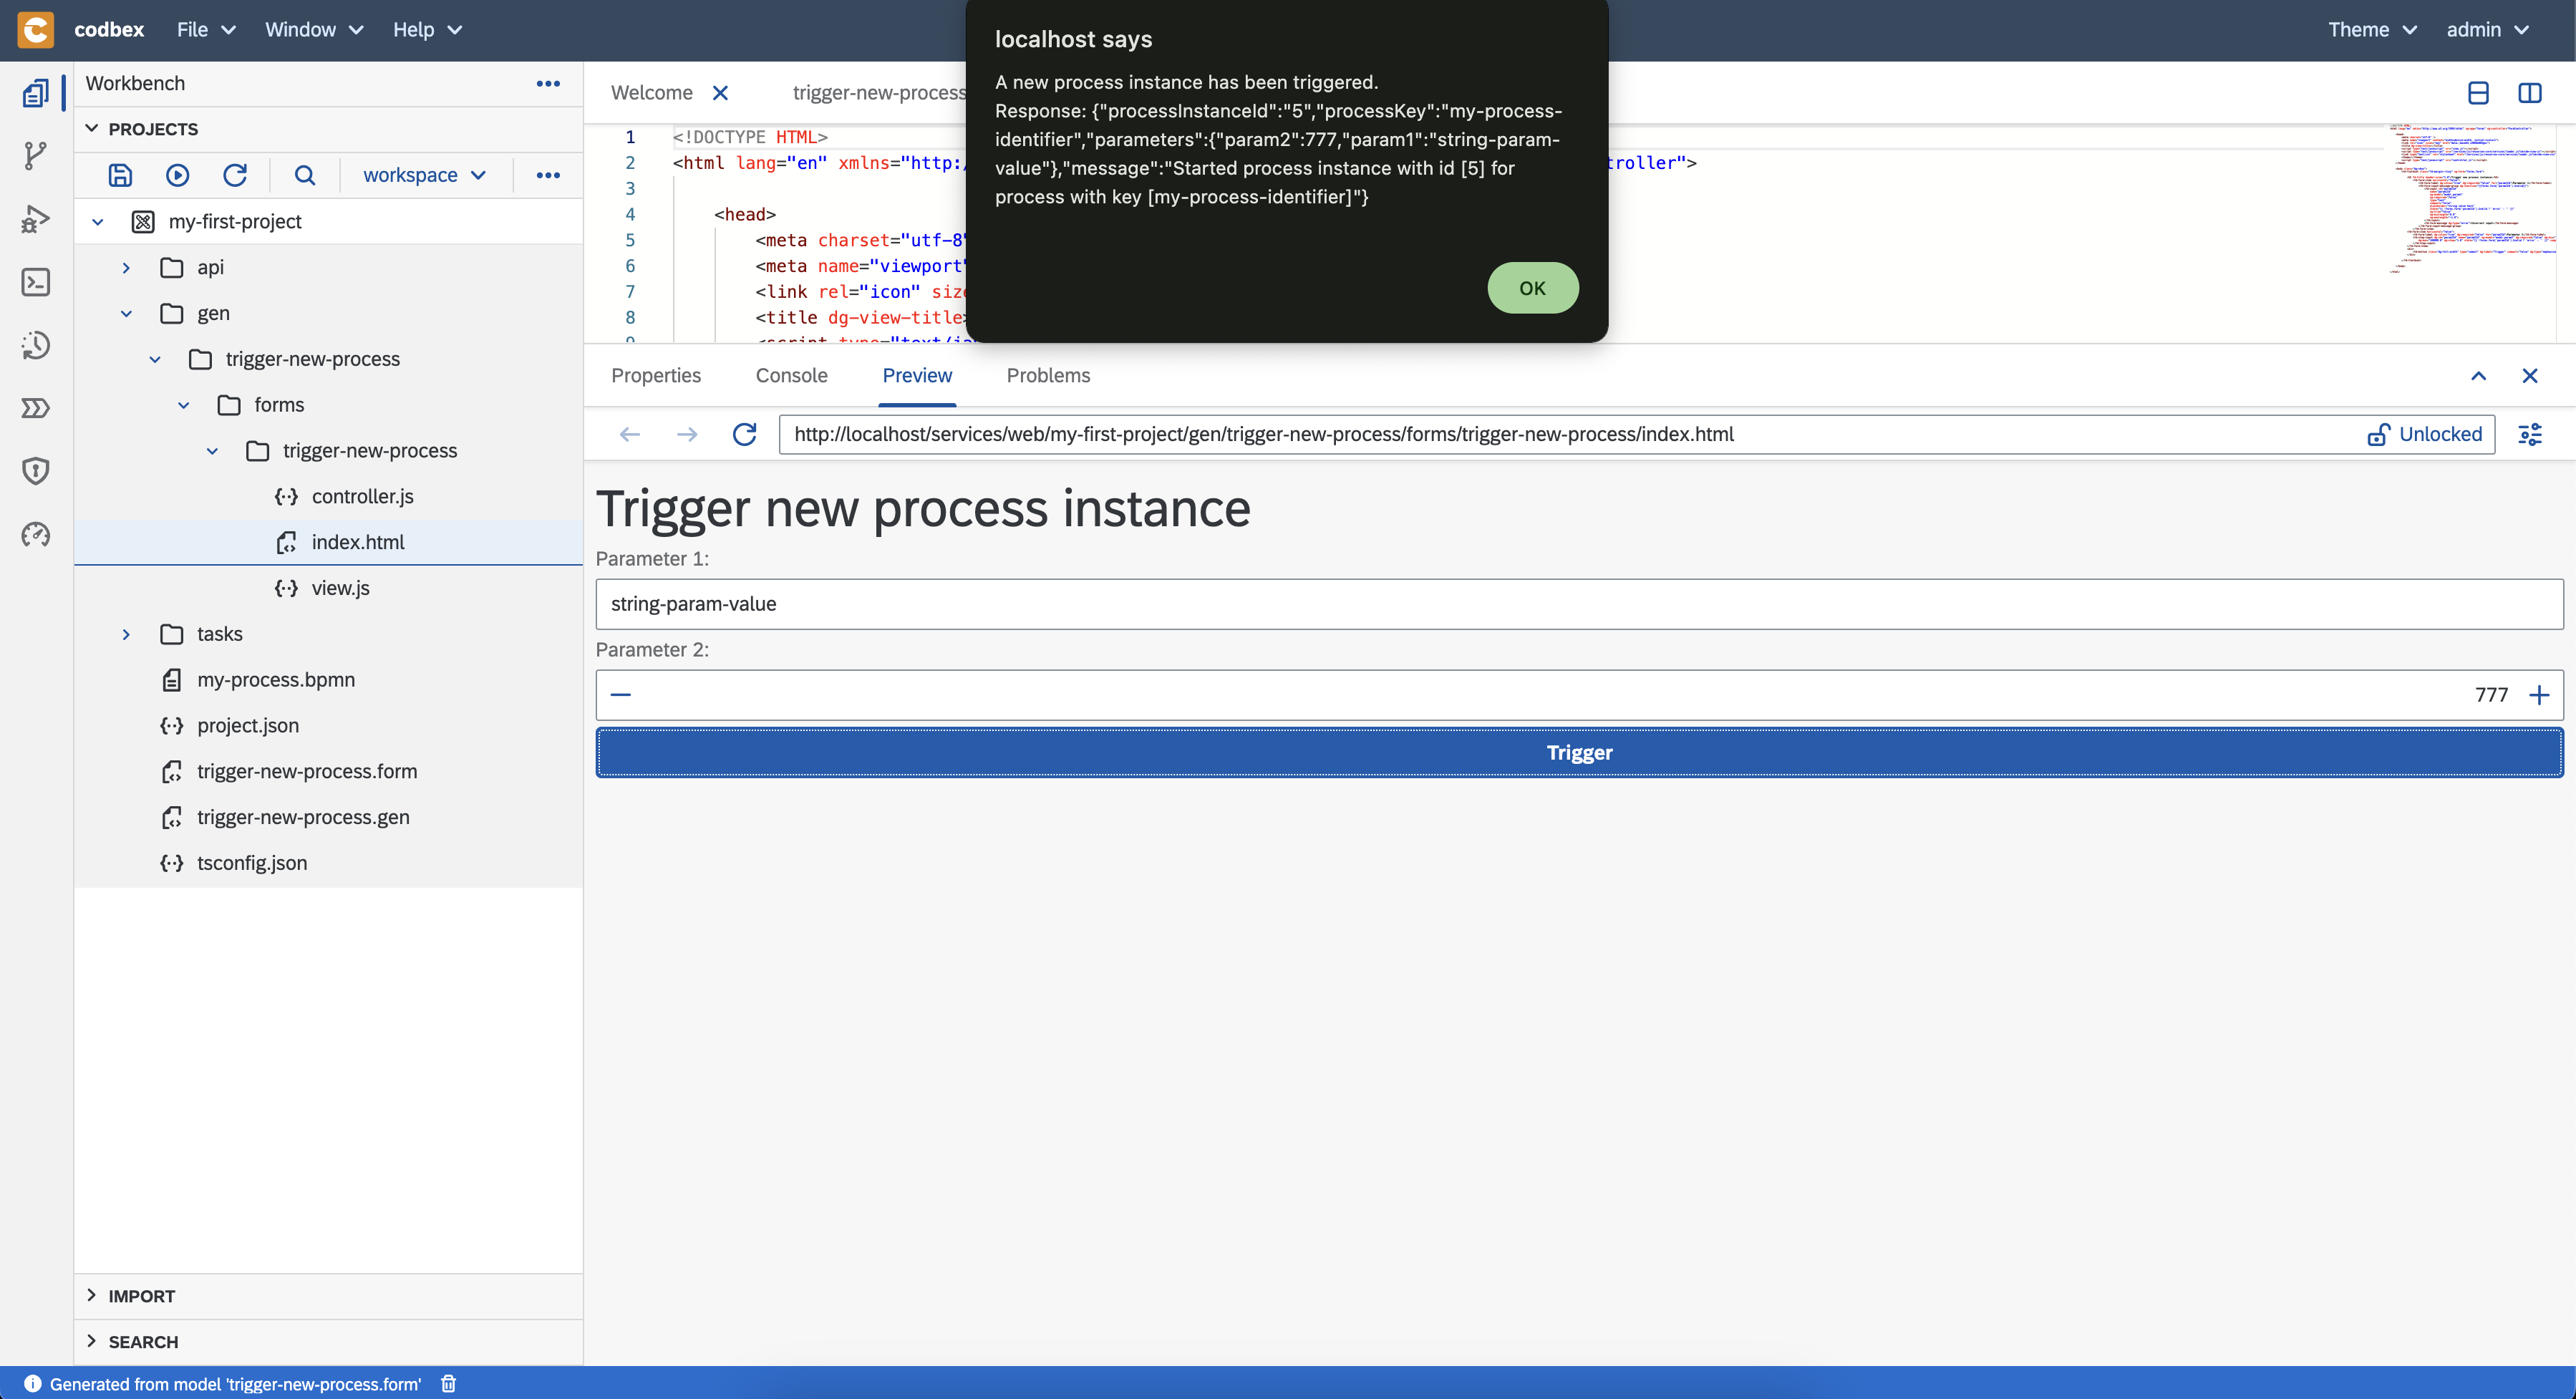 codbex File Window Help Theme admin
localhost says
A new process instance has been triggered.
Response: {"processInstanceId":"5","processKey":"my-process-
identifier","parameters":{"param2":777,"param1":"string-param-
value"},"message":"Started process instance with id [5] for
process with key [my-process-identifier]"}
OK
Workbench
PROJECTS
workspace
my-first-project
api
gen
trigger-new-process
forms
trigger-new-process
controller.js
index.html
view.js
tasks
my-process.bpmn
project.json
trigger-new-process.form
trigger-new-process.gen
tsconfig.json
IMPORT
SEARCH
Welcome trigger-new-process
1 <!DOCTYPE HTML>
2 <html lang="en" xmlns="http: troller">
3
4 <head>
5 <meta charset="utf-8"
6 <meta name="viewport"
7 <link rel="icon" siz
8 <title dg-view-title>
Properties Console Preview Problems
http://localhost/services/web/my-first-project/gen/trigger-new-process/forms/trigger-new-process/index.html Unlocked
Trigger new process instance
Parameter 1:
string-param-value
Parameter 2:
777
Trigger
Generated from model 'trigger-new-process.form'